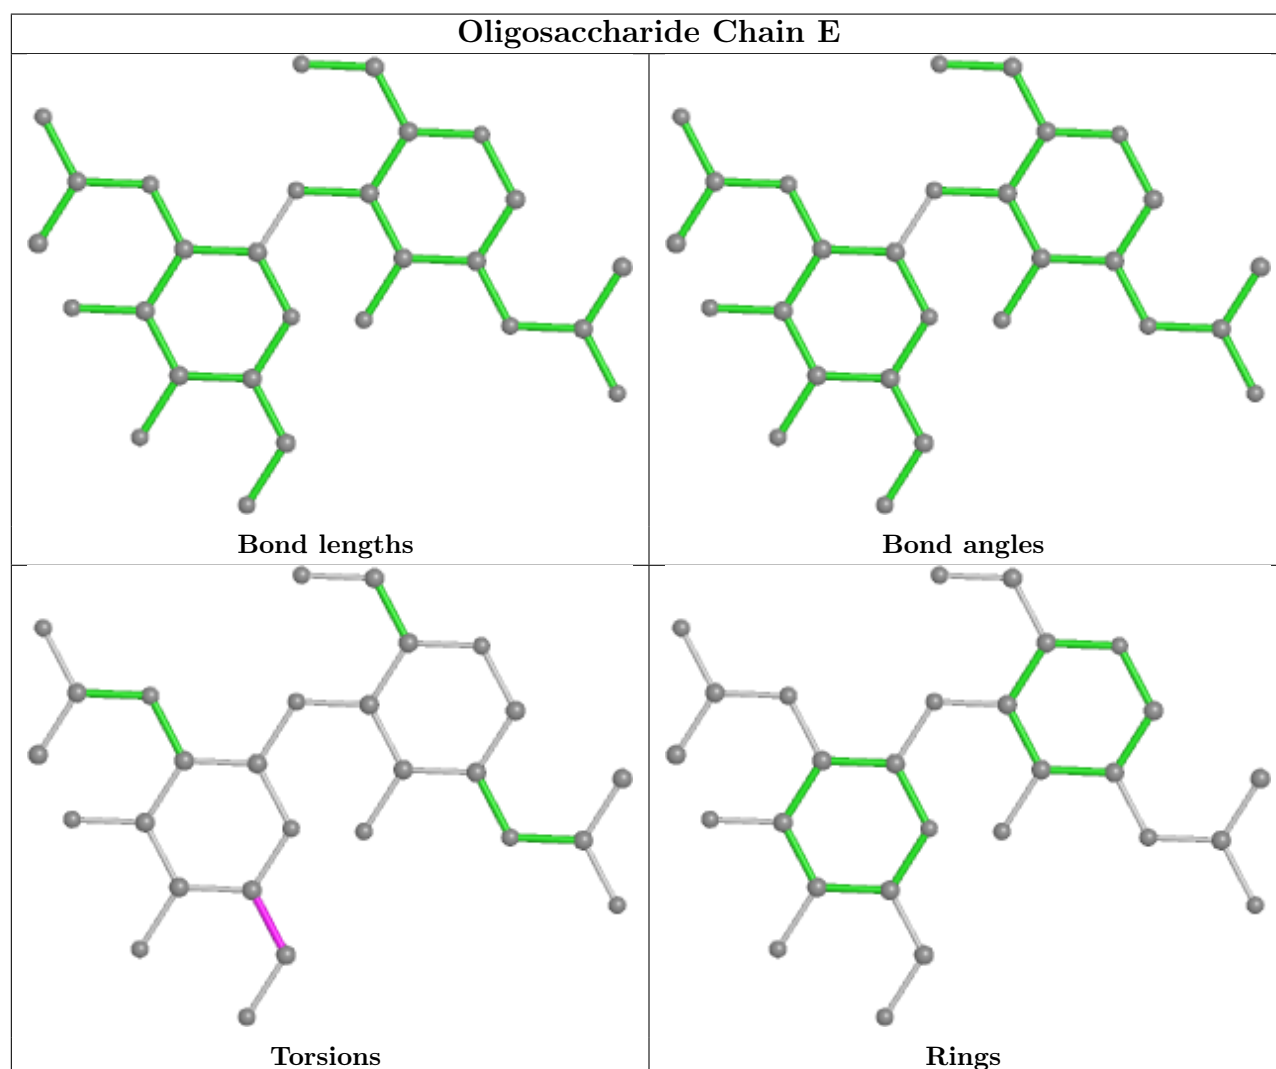 Oligosaccharide Chain E
Bond lengths
Bond angles
Torsions
Rings